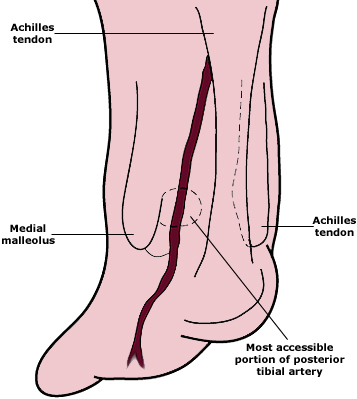 Achilles
tendon
Medial
malleolus
Achilles
tendon
Most accessible
portion of posterior
tibial artery